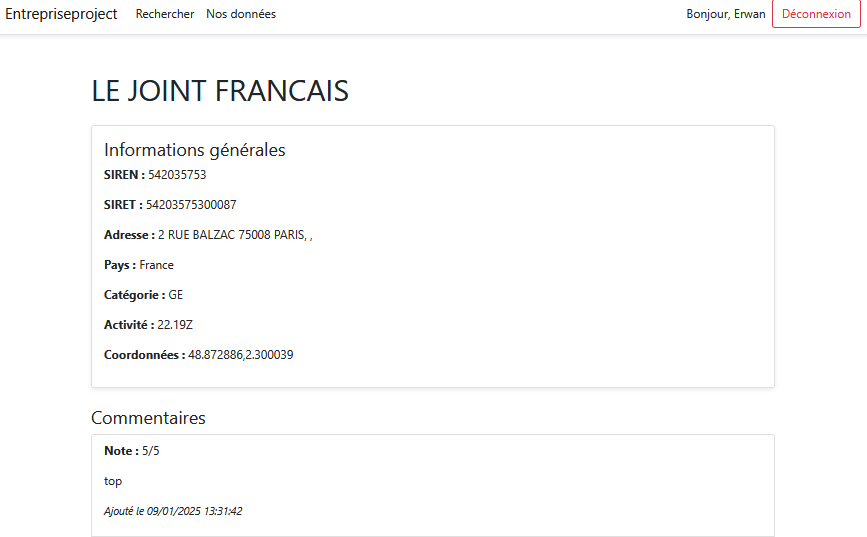 Entrepriseproject Rechercher Nos données Bonjour, Erwan Déconnexion
LE JOINT FRANCAIS
Informations générales
SIREN : 542035753
SIRET : 54203575300087
Adresse : 2 RUE BALZAC 75008 PARIS, ,
Pays : France
Catégorie : GE
Activité : 22.19Z
Coordonnées : 48.872886,2.300039
Commentaires
Note : 5/5
top
Ajouté le 09/01/2025 13:31:42